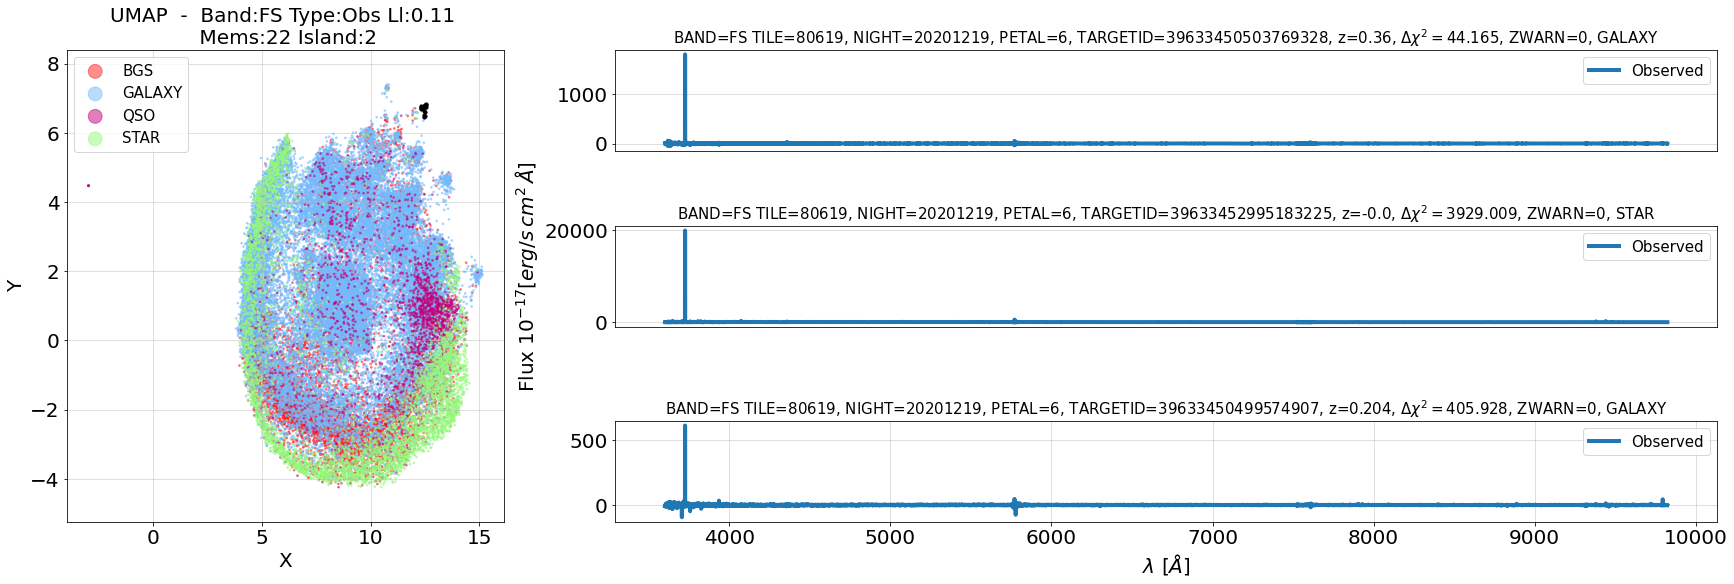 UMAP - Band:FS Type:Obs Ll:0.11
Mems:22 Island:2
BGS
GALAXY
QSO
STAR
8
6
4
2
0
−2
−4
Y
0
5
10
15
X
Flux 10⁻¹⁷[erg/s cm² Å]
BAND=FS TILE=80619, NIGHT=20201219, PETAL=6, TARGETID=39633450503769328, z=0.36, Δχ² = 44.165, ZWARN=0, GALAXY
Observed
1000
0
BAND=FS TILE=80619, NIGHT=20201219, PETAL=6, TARGETID=39633452995183225, z=-0.0, Δχ² = 3929.009, ZWARN=0, STAR
Observed
20000
0
BAND=FS TILE=80619, NIGHT=20201219, PETAL=6, TARGETID=39633450499574907, z=0.204, Δχ² = 405.928, ZWARN=0, GALAXY
Observed
500
0
4000
5000
6000
7000
8000
9000
10000
λ [Å]